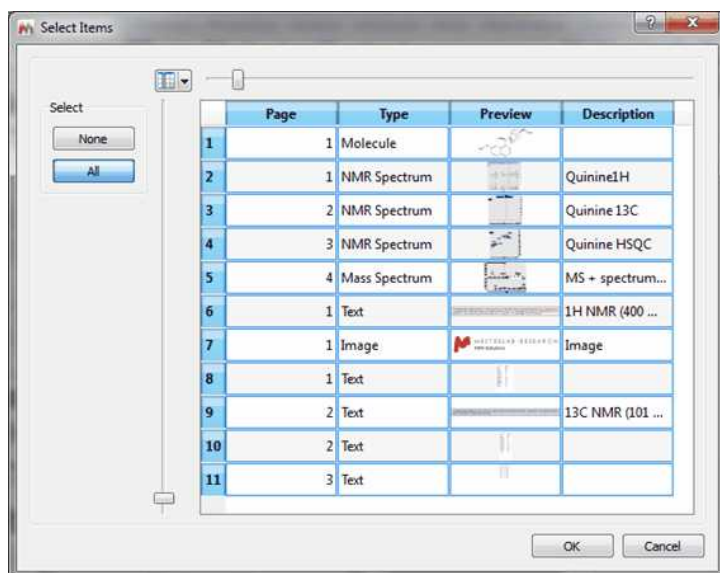 Select Items
Select
None
All
Page Type Preview Description
1 1 Molecule
2 1 NMR Spectrum Quinine1H
3 2 NMR Spectrum Quinine 13C
4 3 NMR Spectrum Quinine HSQC
5 4 Mass Spectrum MS + spectrum...
6 1 Text 1H NMR (400 ...
7 1 Image MESTRELAB RESEARCH Image
8 1 Text
9 2 Text 13C NMR (101 ...
10 2 Text
11 3 Text
OK Cancel